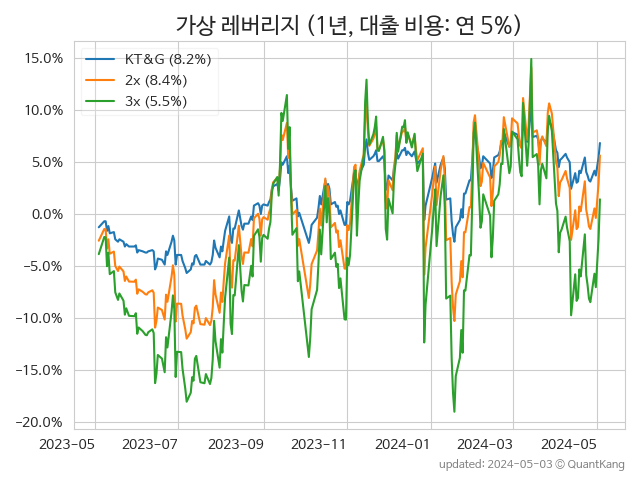 가상 레버리지 (1년, 대출 비용: 연 5%)
KT&G (8.2%)
2x (8.4%)
3x (5.5%)
15.0%
10.0%
5.0%
0.0%
−5.0%
−10.0%
−15.0%
−20.0%
2023-05 2023-07 2023-09 2023-11 2024-01 2024-03 2024-05
updated: 2024-05-03 © QuantKang